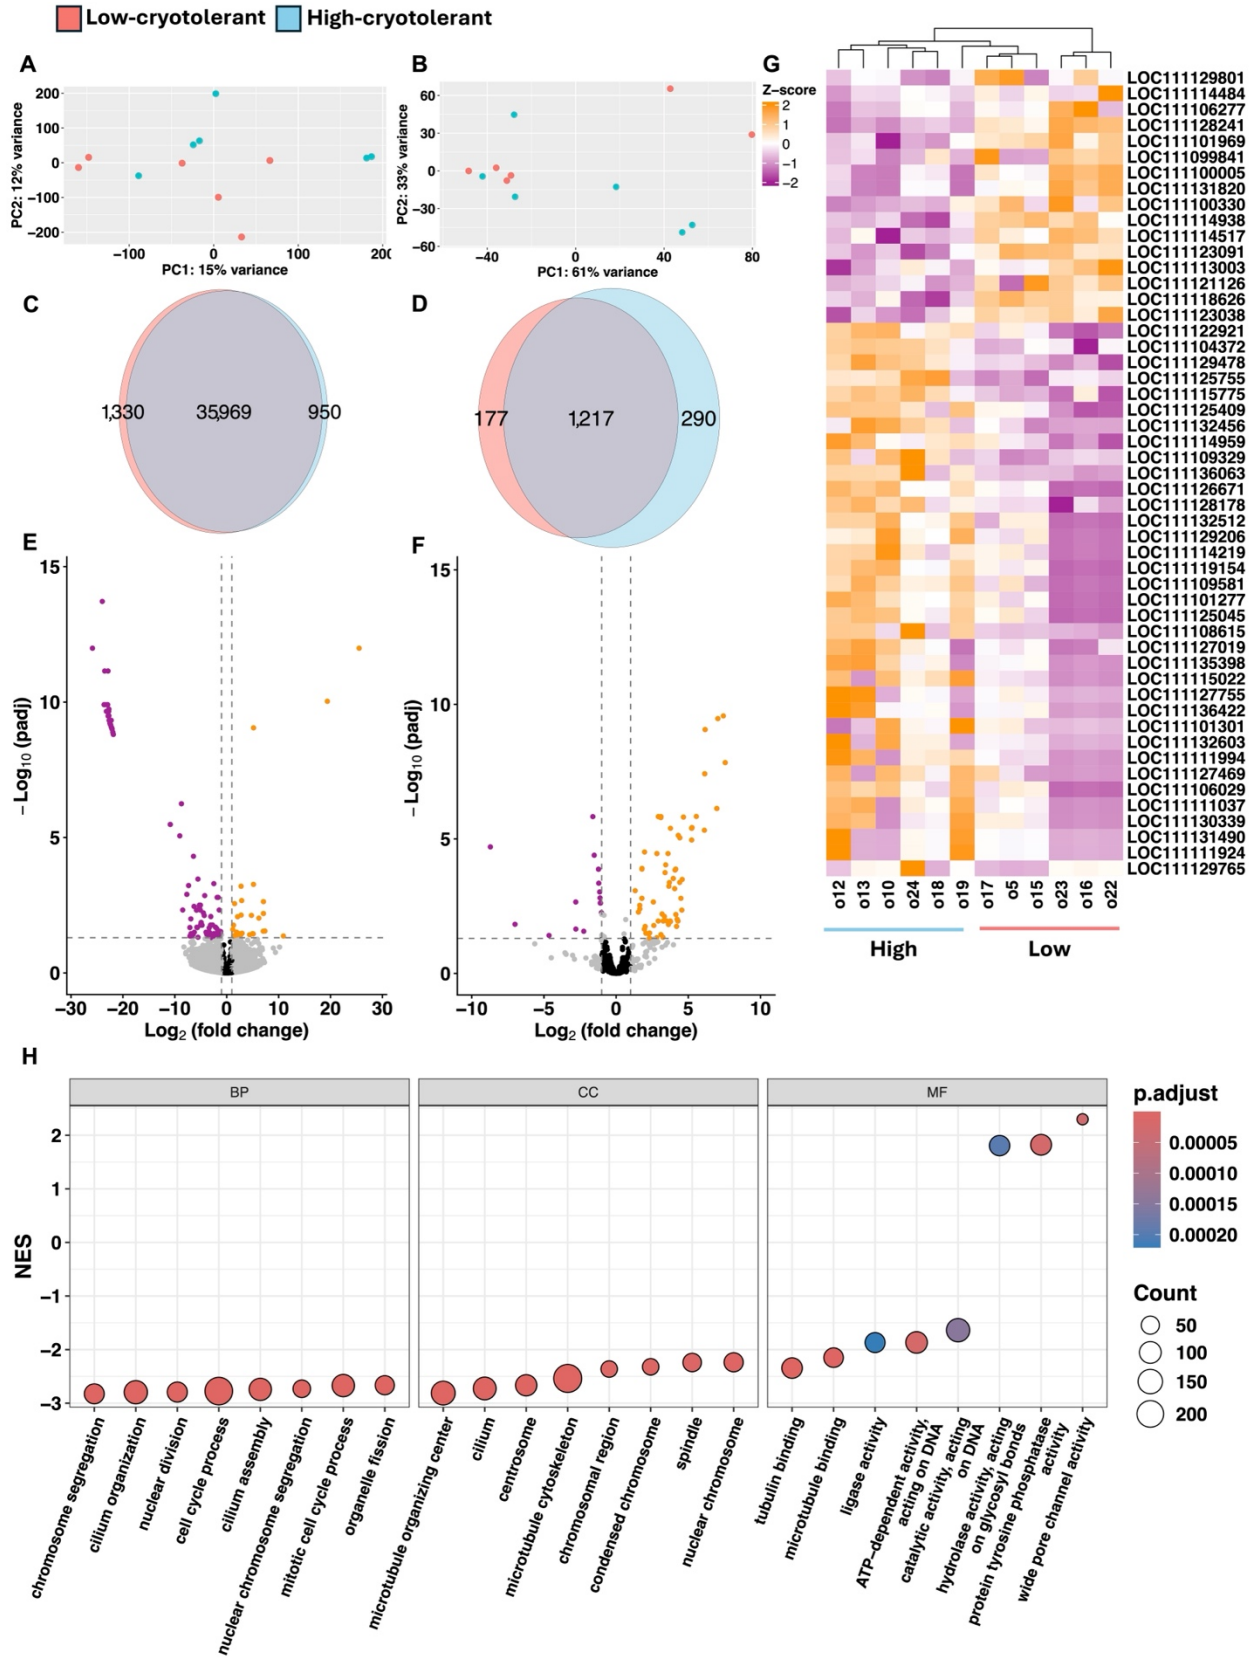 Low-cryotolerant
High-cryotolerant
A
B
G
PC2: 12% variance
200
100
0
−100
−200
−100
0
100
200
PC1: 15% variance
PC2: 33% variance
60
30
0
−30
−60
−40
0
40
80
PC1: 61% variance
Z−score
2
1
0
−1
−2
LOC111129801
LOC111114484
LOC111106277
LOC111128241
LOC111101969
LOC111099841
LOC111100005
LOC111131820
LOC111100330
LOC111114938
LOC111114517
LOC111123091
LOC111113003
LOC111121126
LOC111118626
LOC111123038
LOC111122921
LOC111104372
LOC111129478
LOC111125755
LOC111115775
LOC111125409
LOC111132456
LOC111114959
LOC111109329
LOC111136063
LOC111126671
LOC111128178
LOC111132512
LOC111129206
LOC111114219
LOC111119154
LOC111109581
LOC111101277
LOC111125045
LOC111108615
LOC111127019
LOC111135398
LOC111115022
LOC111127755
LOC111136422
LOC111101301
LOC111132603
LOC111111994
LOC111127469
LOC111106029
LOC111111037
LOC111130339
LOC111131490
LOC111111924
LOC111129765
o12
o13
o10
o24
o18
o19
o17
o5
o15
o23
o16
o22
High
Low
C
D
1,330
35,969
950
177
1,217
290
E
F
−Log10 (padj)
15
10
5
0
−30
−20
−10
0
10
20
30
Log2 (fold change)
−Log10 (padj)
15
10
5
0
−10
−5
0
5
10
Log2 (fold change)
H
BP
CC
MF
NES
2
1
0
−1
−2
−3
chromosome segregation
cilium organization
nuclear division
cell cycle process
cilium assembly
nuclear chromosome segregation
mitotic cell cycle process
organelle fission
microtubule organizing center
cilium
centrosome
microtubule cytoskeleton
chromosomal region
condensed chromosome
spindle
nuclear chromosome
tubulin binding
microtubule binding
ligase activity
ATP−dependent activity,
acting on DNA
catalytic activity, acting
on DNA
hydrolase activity, acting
on glycosyl bonds
protein tyrosine phosphatase
activity
wide pore channel activity
p.adjust
0.00005
0.00010
0.00015
0.00020
Count
50
100
150
200